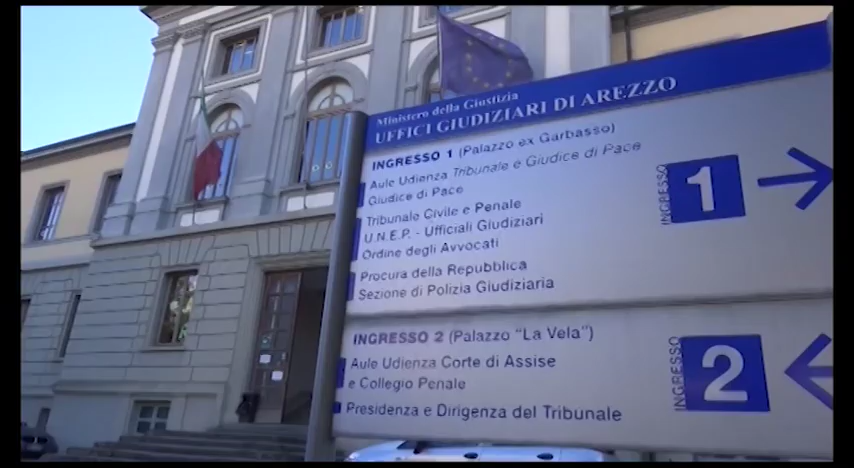 Ministero della Giustizia
UFFICI GIUDIZIARI DI AREZZO
INGRESSO 1 (Palazzo ex Garbasso)
Aule Udienza Tribunale e Giudice di Pace
Giudice di Pace
Tribunale Civile e Penale
U.N.E.P. - Ufficiali Giudiziari
Ordine degli Avvocati
Procura della Repubblica
Sezione di Polizia Giudiziaria
INGRESSO
1
INGRESSO 2 (Palazzo "La Vela")
Aule Udienza Corte di Assise
e Collegio Penale
Presidenza e Dirigenza del Tribunale
INGRESSO
2